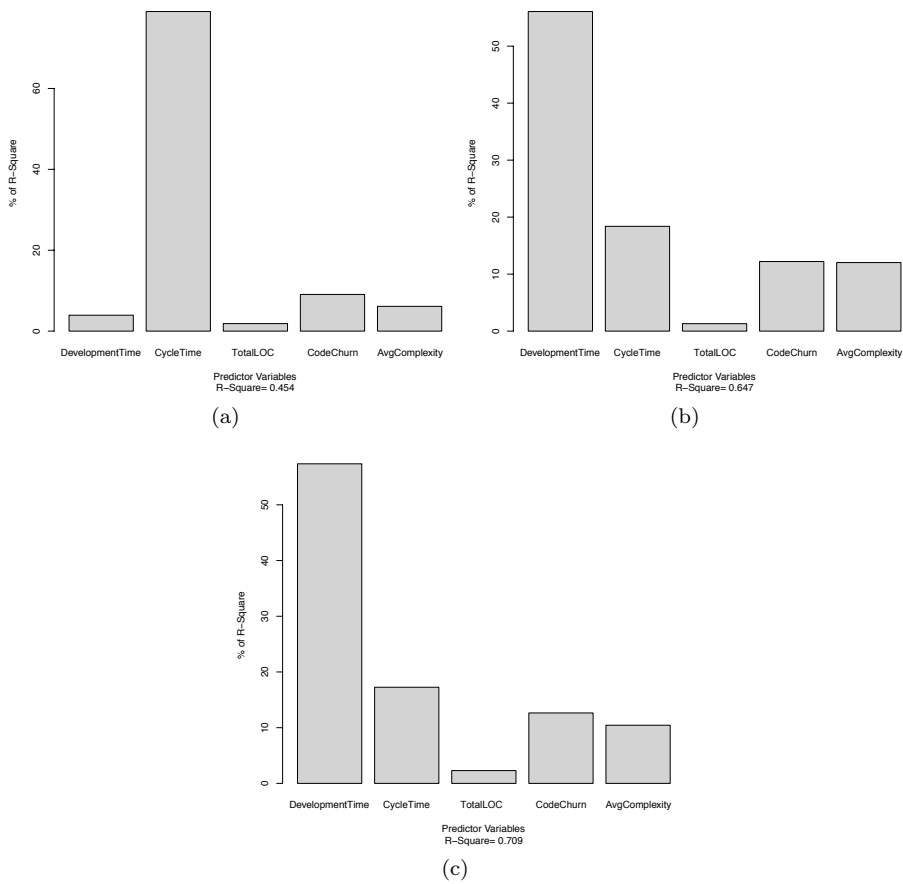 % of R−Square
60
40
20
0
DevelopmentTime CycleTime TotalLOC CodeChurn AvgComplexity
Predictor Variables
R−Square= 0.454
(a)
% of R−Square
50
40
30
20
10
0
DevelopmentTime CycleTime TotalLOC CodeChurn AvgComplexity
Predictor Variables
R−Square= 0.647
(b)
% of R−Square
50
40
30
20
10
0
DevelopmentTime CycleTime TotalLOC CodeChurn AvgComplexity
Predictor Variables
R−Square= 0.709
(c)